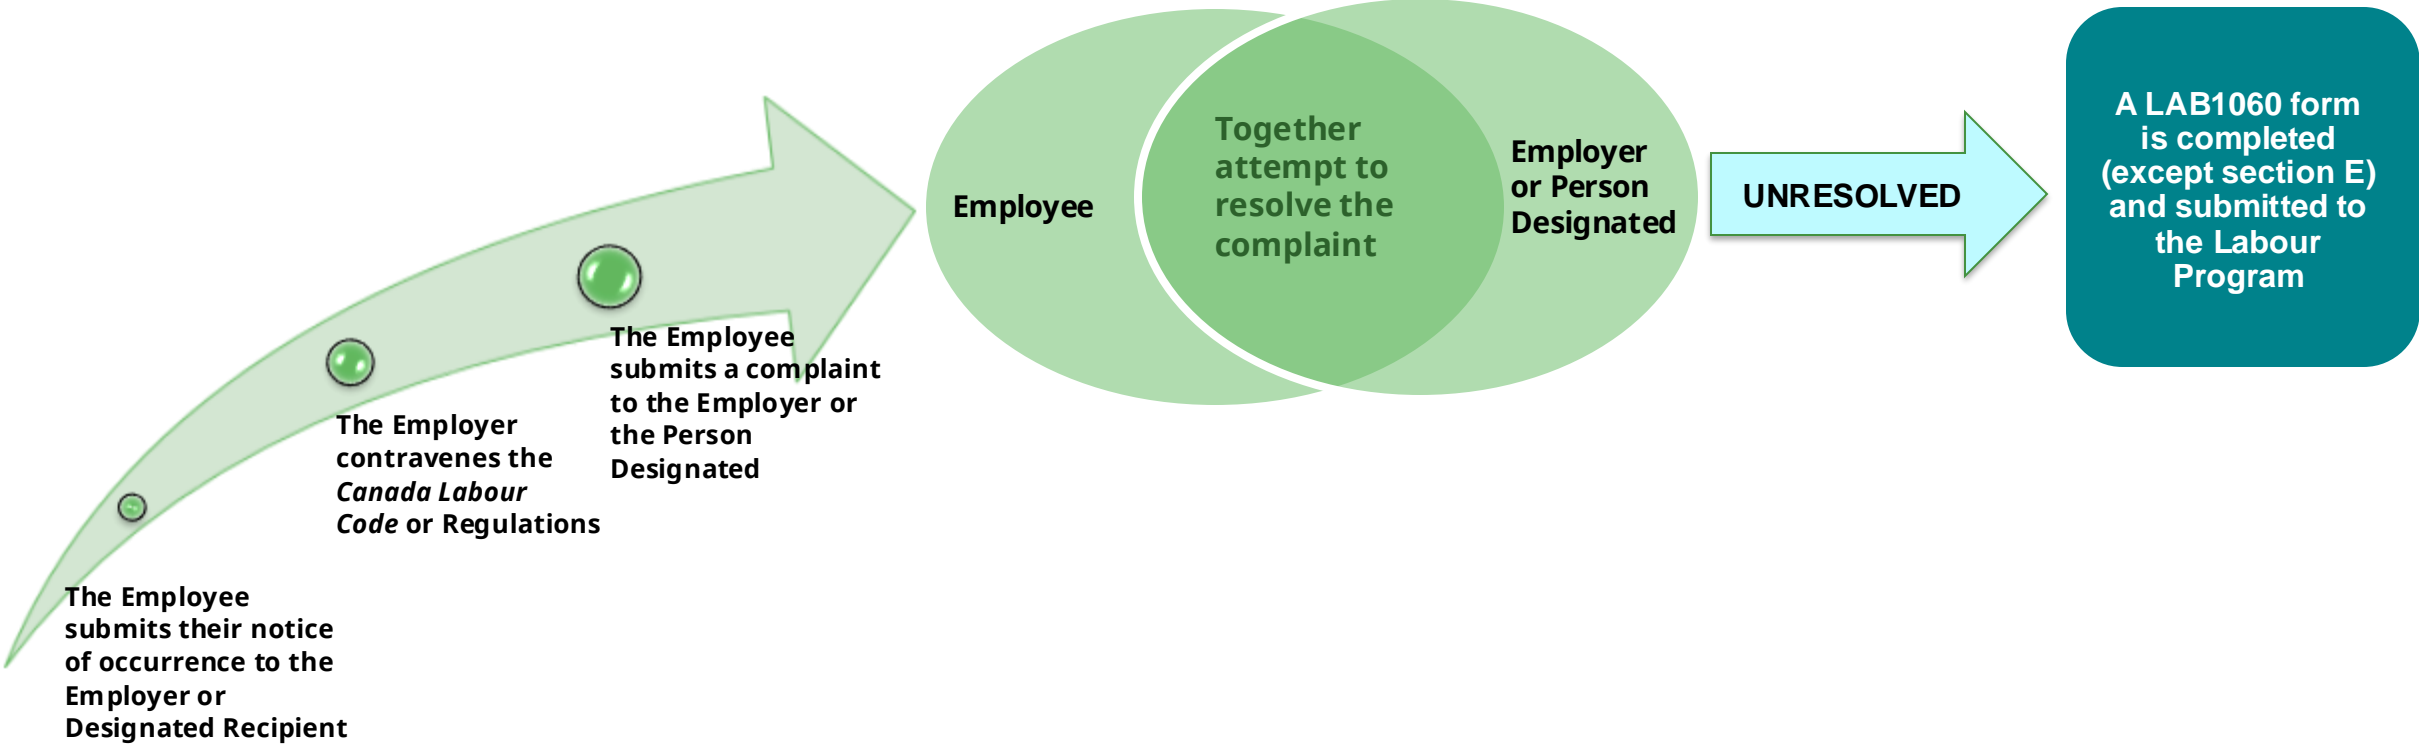 The Employee
submits their notice
of occurrence to the
Employer or
Designated Recipient
The Employer
contravenes the
Canada Labour
Code or Regulations
The Employee
submits a complaint
to the Employer or
the Person
Designated
Employee
Together
attempt to
resolve the
complaint
Employer
or Person
Designated
UNRESOLVED
A LAB1060 form
is completed
(except section E)
and submitted to
the Labour
Program